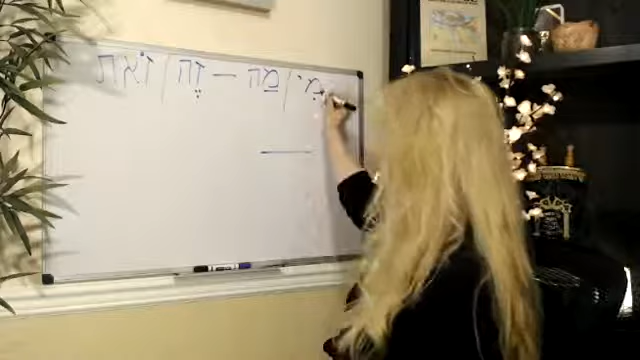 מִי / מַה — זֶה / זֹאת